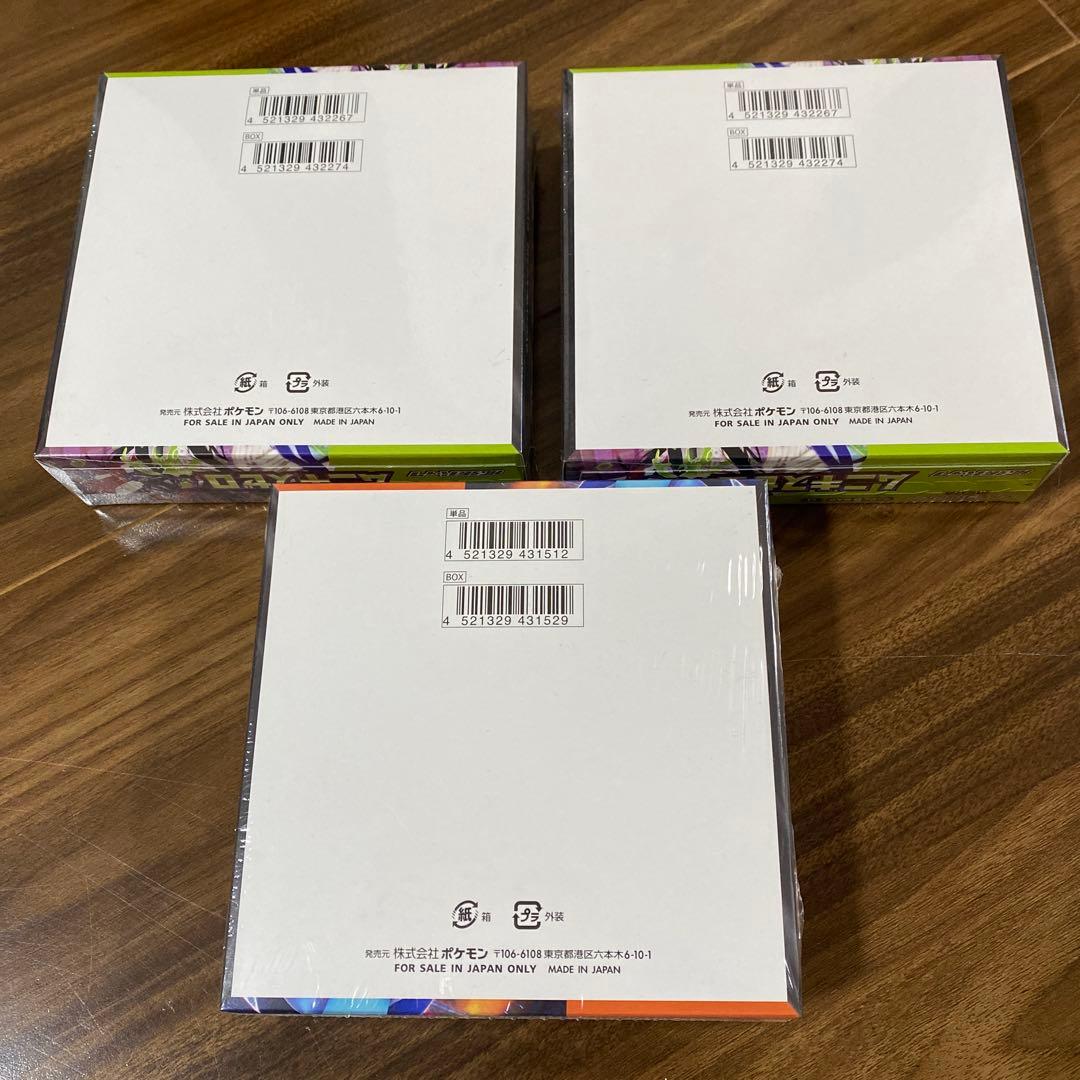 単品
4 521329 432267
BOX
4 521329 432274
紙 箱 プラ 外装
発売元 株式会社 ポケモン 〒106-6108 東京都港区六本木6-10-1
FOR SALE IN JAPAN ONLY MADE IN JAPAN
ムニキスゼロ
単品
4 521329 432267
BOX
4 521329 432274
紙 箱 プラ 外装
発売元 株式会社 ポケモン 〒106-6108 東京都港区六本木6-10-1
FOR SALE IN JAPAN ONLY MADE IN JAPAN
単品
4 521329 431512
BOX
4 521329 431529
紙 箱 プラ 外装
発売元 株式会社 ポケモン 〒106-6108 東京都港区六本木6-10-1
FOR SALE IN JAPAN ONLY MADE IN JAPAN